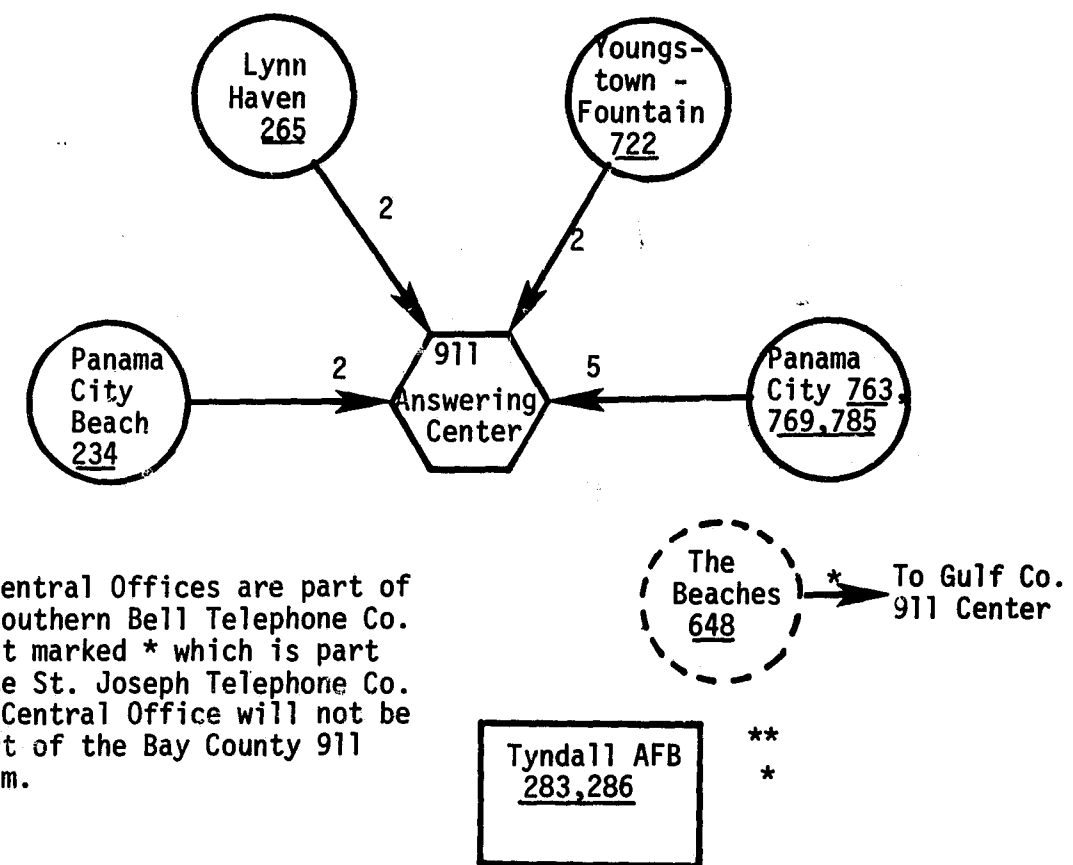 Lynn
Haven
265
Youngs-
town -
Fountain
722
2
2
Panama
City
Beach
234
2
911
Answering
Center
5
Panama
City 763,
769,785
The
Beaches
648
*
To Gulf Co.
911 Center
entral Offices are part of
outhern Bell Telephone Co.
t marked * which is part
e St. Joseph Telephone Co.
Central Office will not be
t of the Bay County 911
m.
Tyndall AFB
283,286
**
*